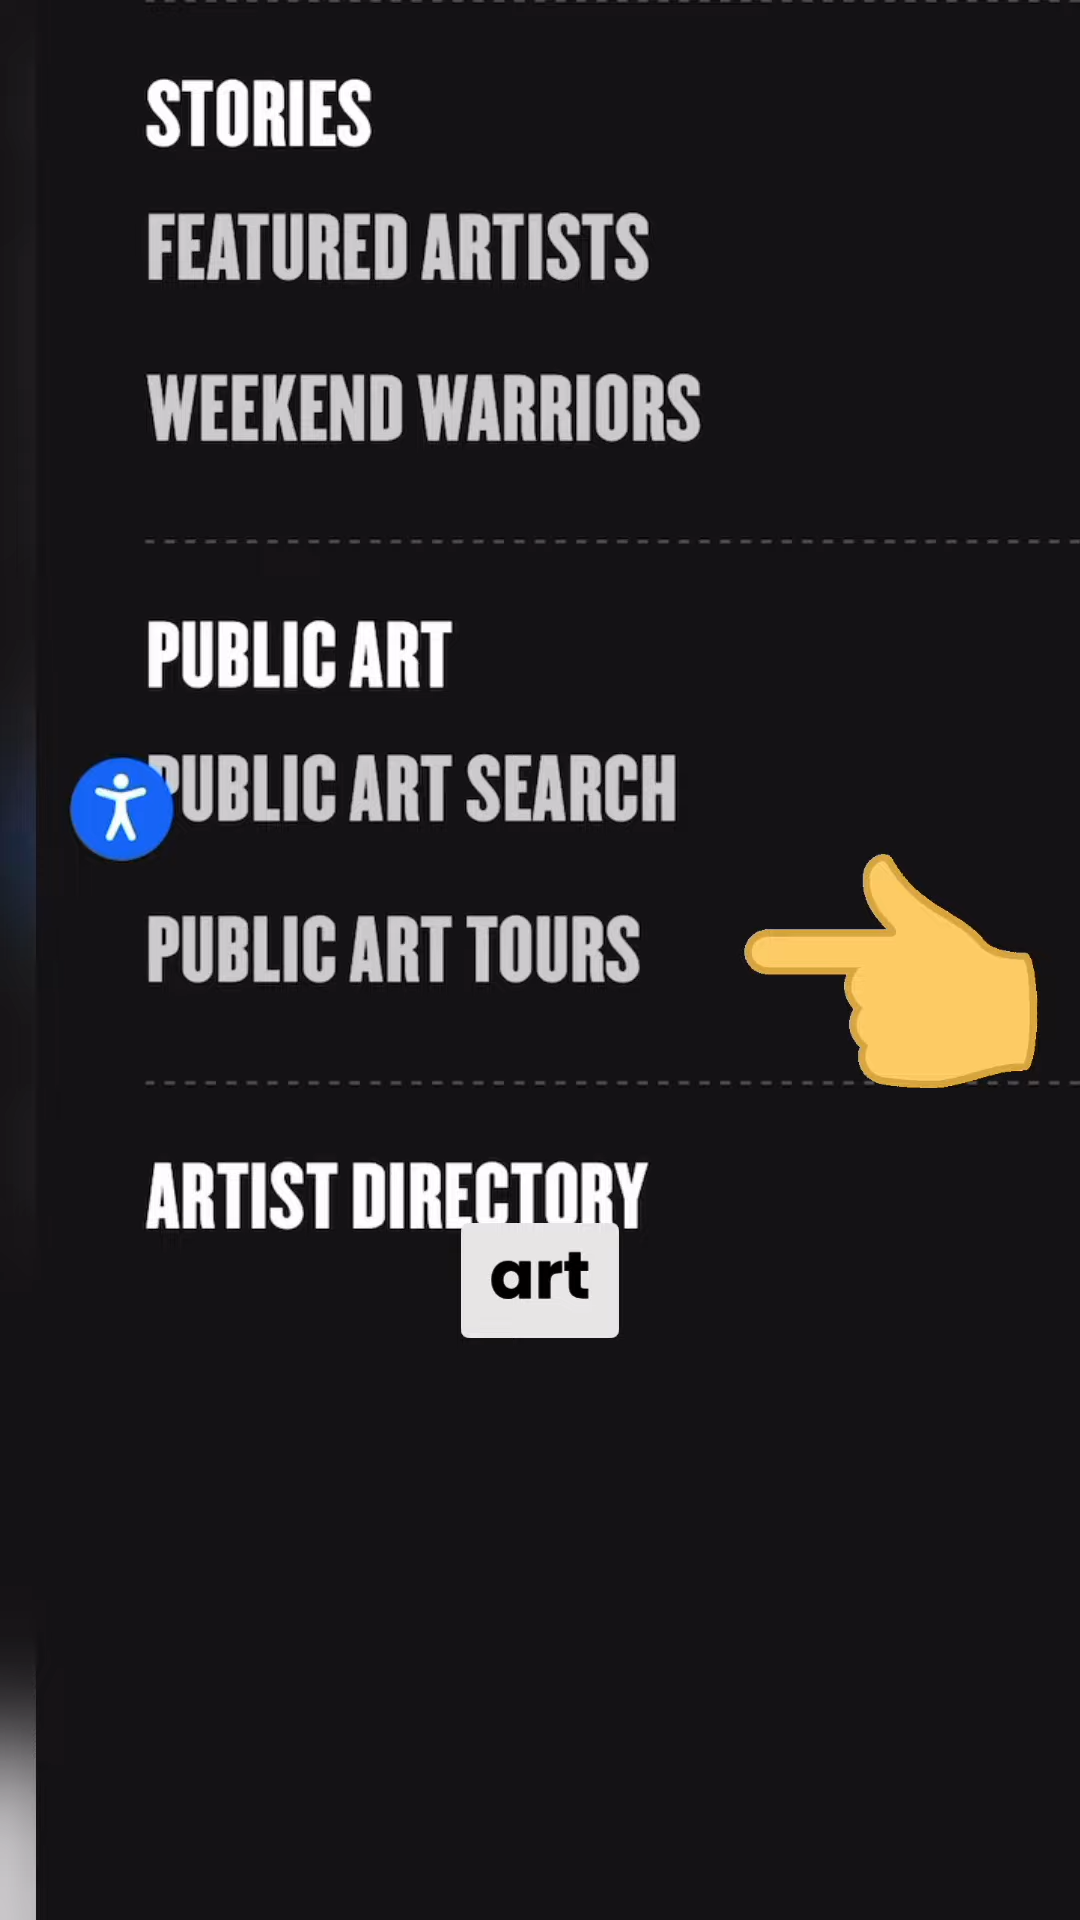 STORIES
FEATURED ARTISTS
WEEKEND WARRIORS
PUBLIC ART
PUBLIC ART SEARCH
PUBLIC ART TOURS
ARTIST DIRECTORY
art